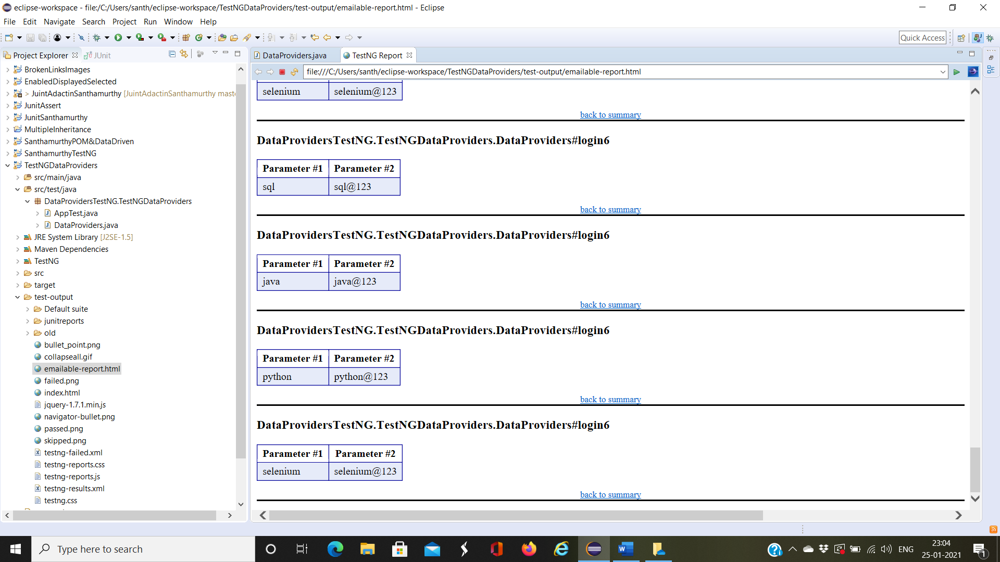 eclipse-workspace - file:/C:/Users/santh/eclipse-workspace/TestNGDataProviders/test-output/emailable-report.html - Eclipse
File Edit Navigate Search Project Run Window Help
Quick Access
Project Explorer JUnit
BrokenLinksImages
EnabledDisplayedSelected
> JuintAdactinSanthamurthy [JuintAdactinSanthamurthy mast
JunitAssert
JunitSanthamurthy
MultipleInheritance
SanthamurthyPOM&DataDriven
SanthamurthyTestNG
TestNGDataProviders
src/main/java
src/test/java
DataProvidersTestNG.TestNGDataProviders
AppTest.java
DataProviders.java
JRE System Library [J2SE-1.5]
Maven Dependencies
TestNG
src
target
test-output
Default suite
junitreports
old
bullet_point.png
collapseall.gif
emailable-report.html
failed.png
index.html
jquery-1.7.1.min.js
navigator-bullet.png
passed.png
skipped.png
testng-failed.xml
testng-reports.css
testng-reports.js
testng-results.xml
testng.css
DataProviders.java TestNG Report
file:///C:/Users/santh/eclipse-workspace/TestNGDataProviders/test-output/emailable-report.html
selenium selenium@123
back to summary
DataProvidersTestNG.TestNGDataProviders.DataProviders#login6
Parameter #1 Parameter #2
sql sql@123
back to summary
DataProvidersTestNG.TestNGDataProviders.DataProviders#login6
Parameter #1 Parameter #2
java java@123
back to summary
DataProvidersTestNG.TestNGDataProviders.DataProviders#login6
Parameter #1 Parameter #2
python python@123
back to summary
DataProvidersTestNG.TestNGDataProviders.DataProviders#login6
Parameter #1 Parameter #2
selenium selenium@123
back to summary
Type here to search
ENG
23:04
25-01-2021
1